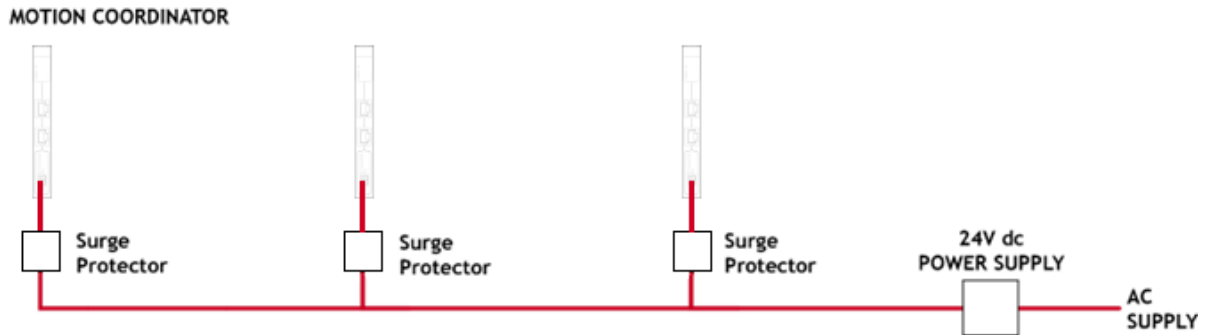 MOTION COORDINATOR
Surge
Protector
Surge
Protector
Surge
Protector
24V dc
POWER SUPPLY
AC
SUPPLY